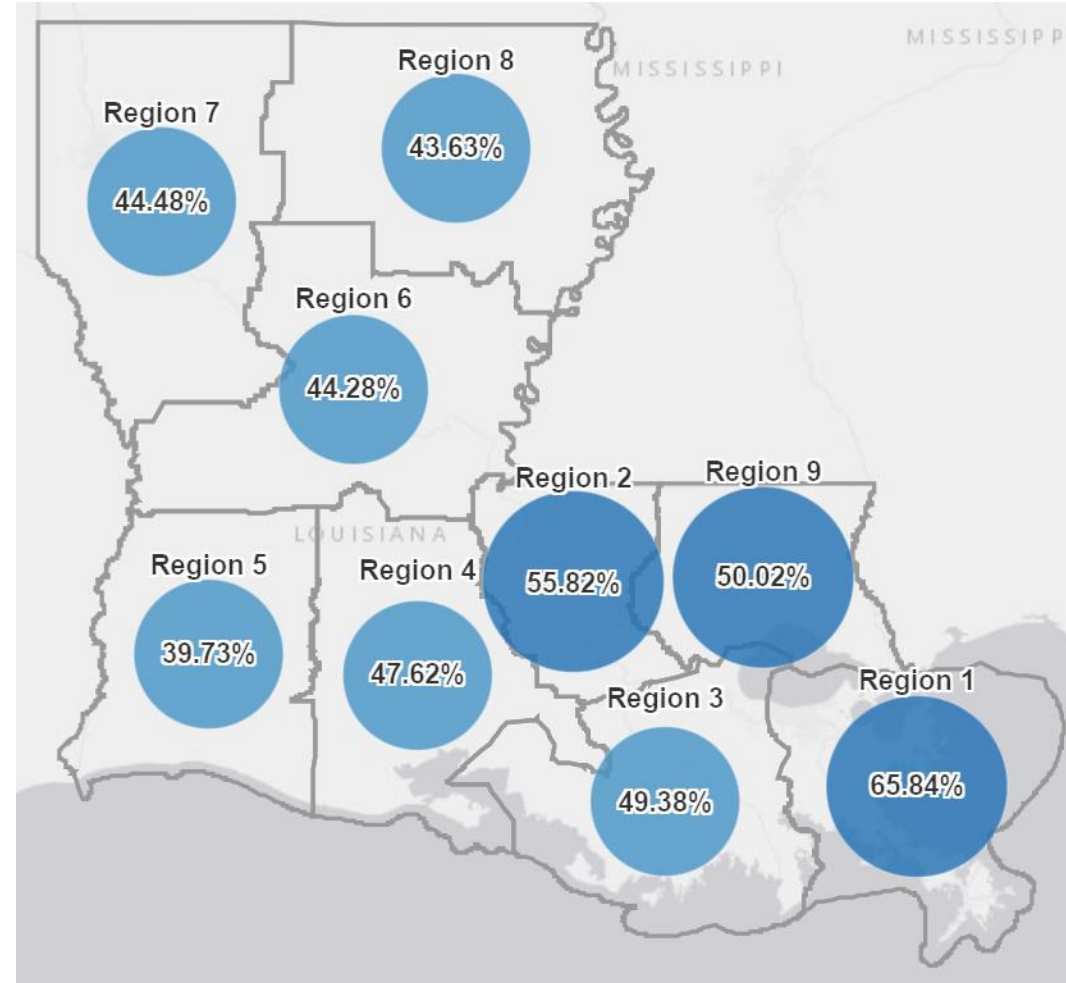 MISSISSIPP
Region 8
MISSISSIPPI
43.63%
Region 7
44.48%
Region 6
44.28%
Region 2
Region 9
LOUISIANA
Region 5
Region 4
55.82%
50.02%
39.73%
47.62%
Region 3
Region 1
49.38%
65.84%